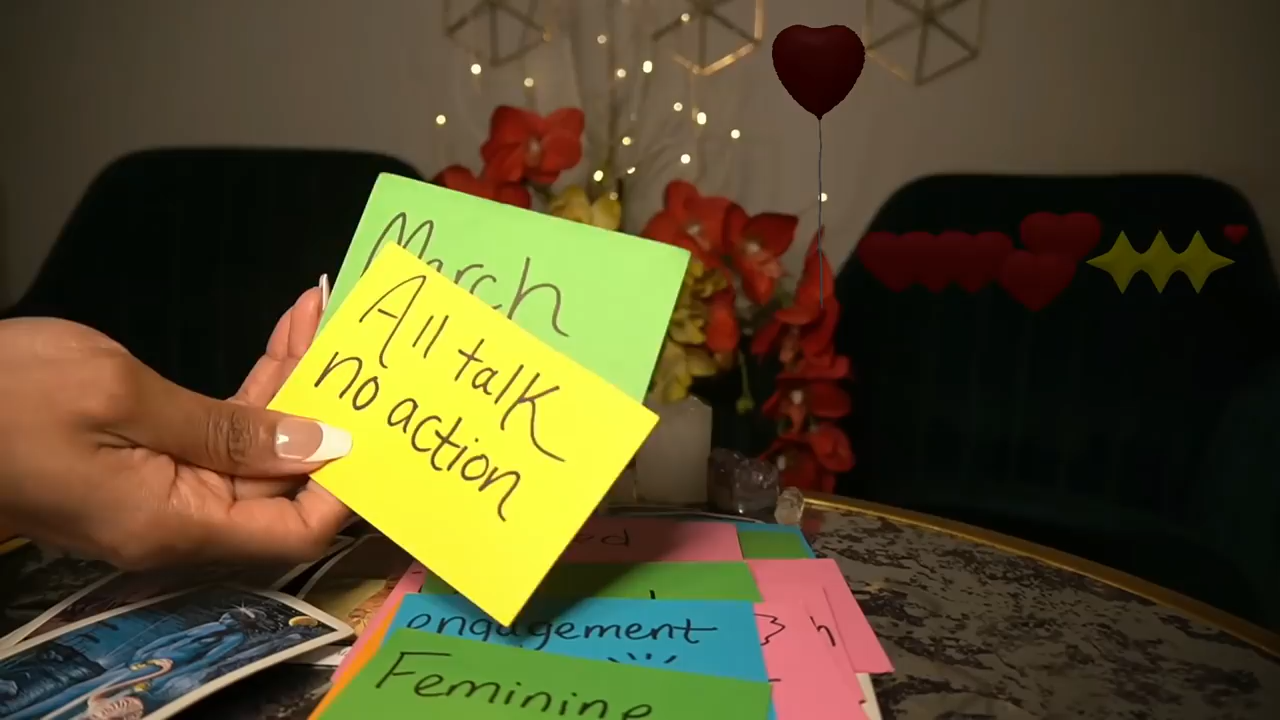 March
All talk
no action
engagement
Feminine